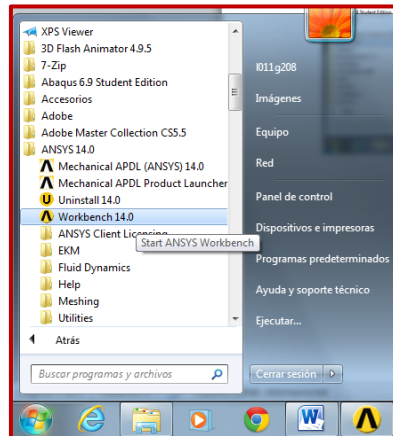 XPS Viewer
3D Flash Animator 4.9.5
7-Zip
Abaqus 6.9 Student Edition
Accesorios
Adobe
Adobe Master Collection CS5.5
ANSYS 14.0
Mechanical APDL (ANSYS) 14.0
Mechanical APDL Product Launcher
Uninstall 14.0
Workbench 14.0
ANSYS Client Licensing
Start ANSYS Workbench
EKM
Fluid Dynamics
Help
Meshing
Utilities
Atrás
Buscar programas y archivos
l011g208
Imágenes
Equipo
Red
Panel de control
Dispositivos e impresoras
Programas predeterminados
Ayuda y soporte técnico
Ejecutar...
Cerrar sesión